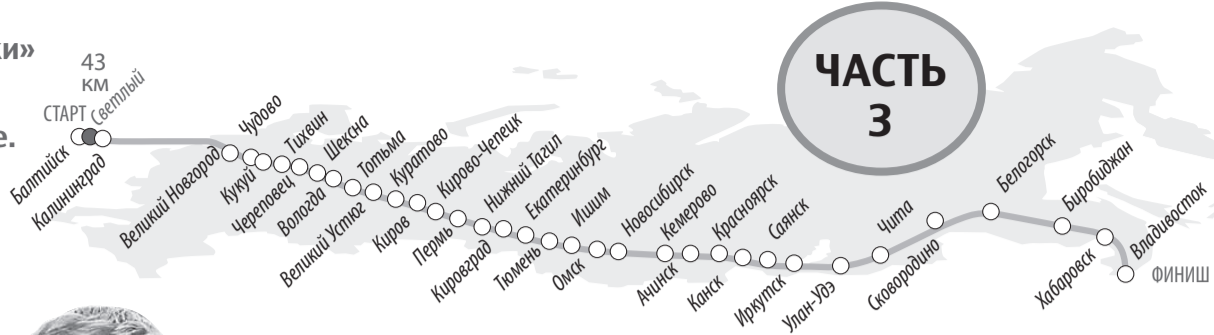 ки»
е.
ЧАСТЬ
3
43
км
СТАРТ
Светлый
Балтийск
Калининград
Великий Новгород
Чудово
Кукуй
Тихвин
Череповец
Шексна
Вологда
Тотьма
Великий Устюг
Куратово
Киров
Кирово-Чепецк
Пермь
Нижний Тагил
Кировград
Екатеринбург
Тюмень
Ишим
Омск
Новосибирск
Кемерово
Ачинск
Красноярск
Канск
Саянск
Иркутск
Улан-Удэ
Чита
Сковородино
Белогорск
Биробиджан
Хабаровск
Владивосток
ФИНИШ